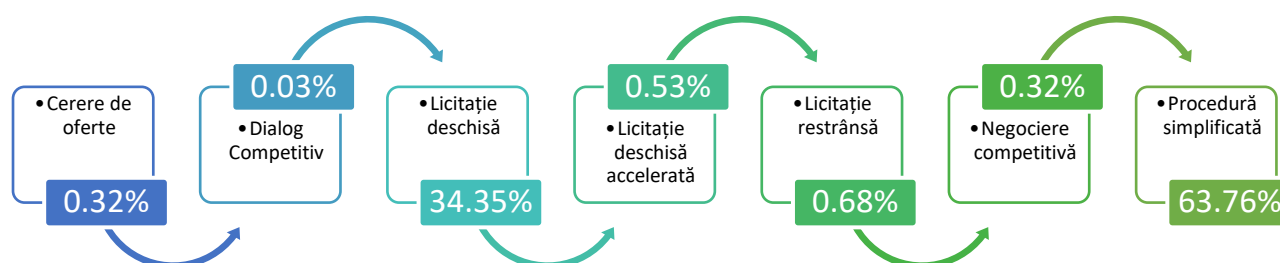 • Cerere de
oferte
0.32%
0.03%
• Dialog
Competitiv
• Licitație
deschisă
34.35%
0.53%
• Licitație
deschisă
accelerată
• Licitație
restrânsă
0.68%
0.32%
• Negociere
competitivă
• Procedură
simplificată
63.76%